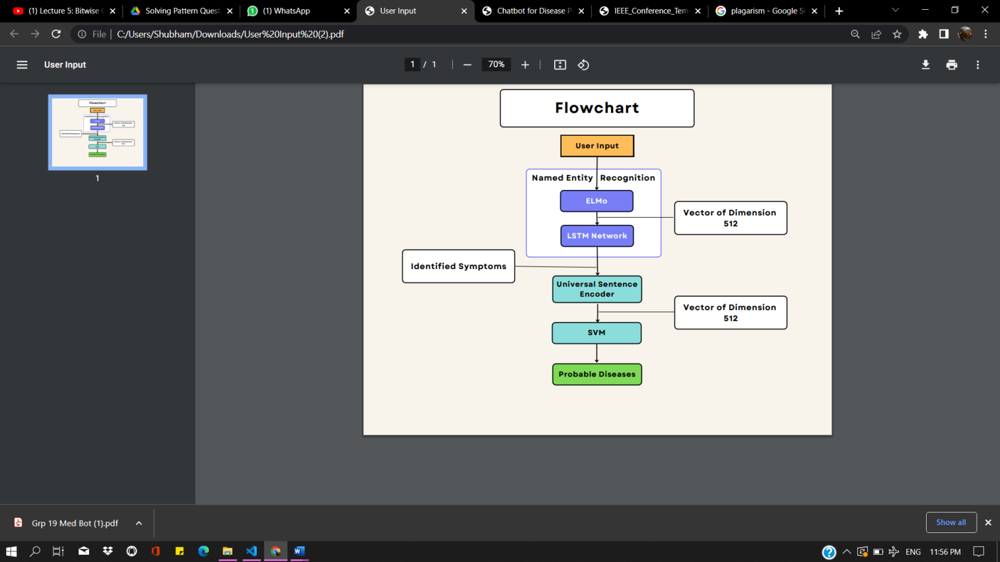 (1) Lecture 5: Bitwise
Solving Pattern Quest
(1) WhatsApp
User Input
Chatbot for Disease P
IEEE_Conference_Tem
plagarism - Google Se
File
C:/Users/Shubham/Downloads/User%20Input%20(2).pdf
User Input
1 / 1
70%
1
Flowchart
User Input
Named Entity Recognition
ELMo
Vector of Dimension
512
LSTM Network
Identified Symptoms
Universal Sentence
Encoder
Vector of Dimension
512
SVM
Probable Diseases
Grp 19 Med Bot (1).pdf
Show all
ENG
11:56 PM